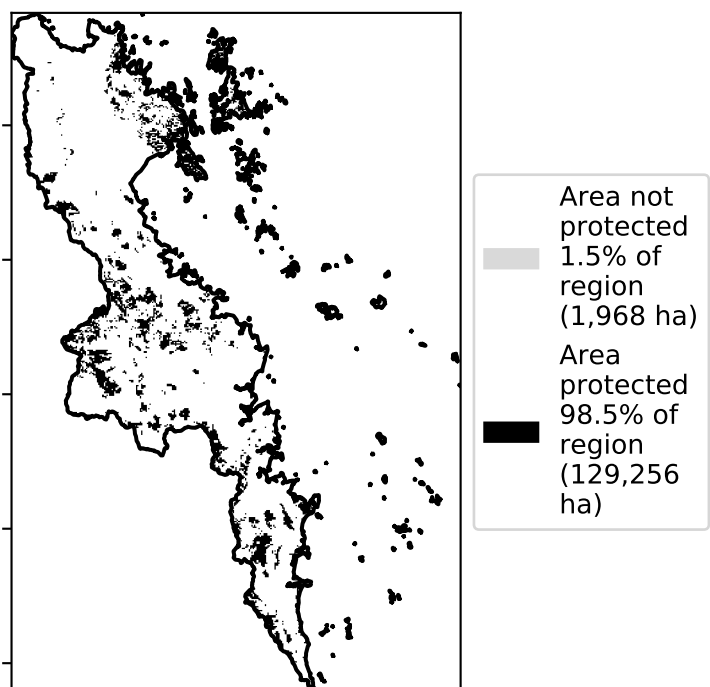 Area not
protected
1.5% of
region
(1,968 ha)
Area
protected
98.5% of
region
(129,256
ha)